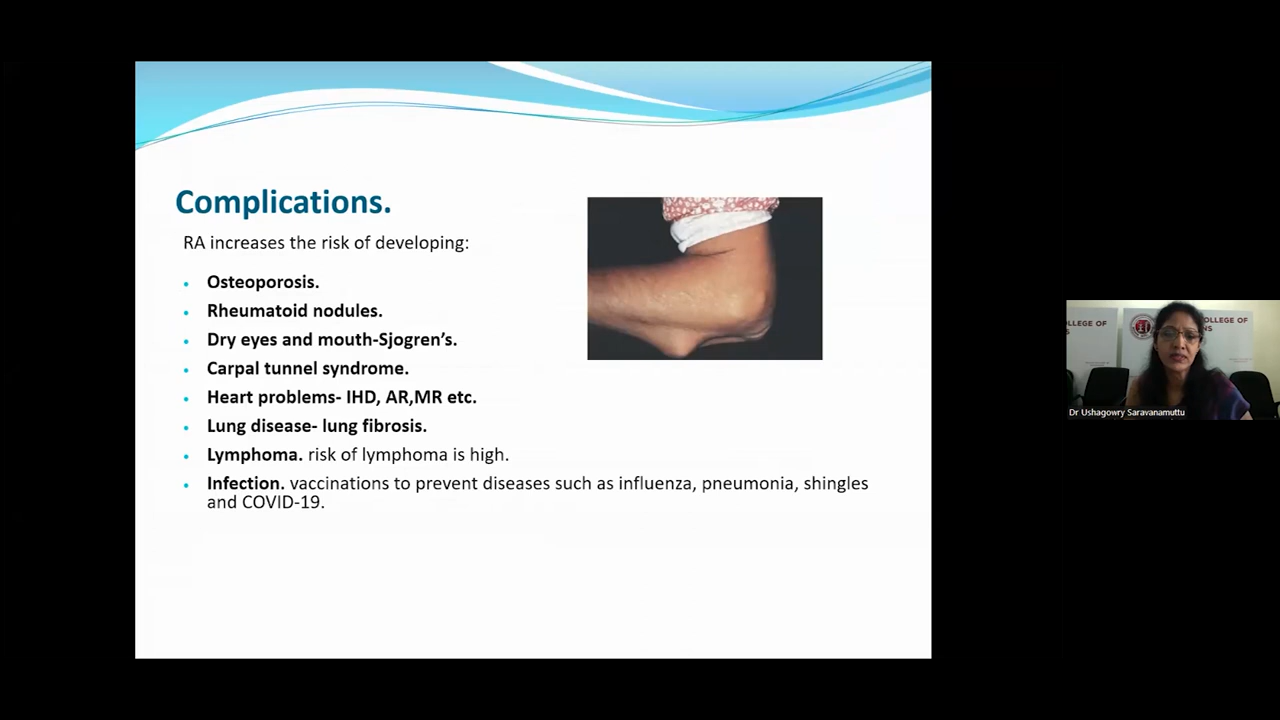 Complications.
RA increases the risk of developing:
• Osteoporosis.
• Rheumatoid nodules.
• Dry eyes and mouth-Sjogren’s.
• Carpal tunnel syndrome.
• Heart problems- IHD, AR,MR etc.
• Lung disease- lung fibrosis.
• Lymphoma. risk of lymphoma is high.
• Infection. vaccinations to prevent diseases such as influenza, pneumonia, shingles
and COVID-19.
COLLEGE OF
Dr Ushagowry Saravanamuttu